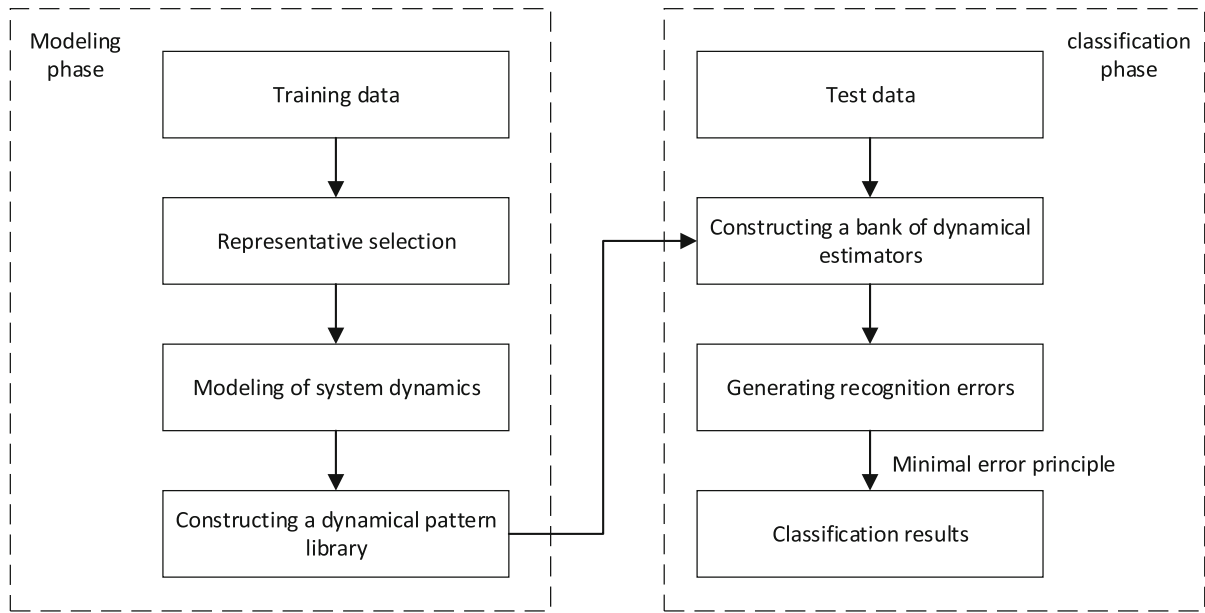 Modeling
phase
Training data
Representative selection
Modeling of system dynamics
Constructing a dynamical pattern
library
classification
phase
Test data
Constructing a bank of dynamical
estimators
Generating recognition errors
Minimal error principle
Classification results